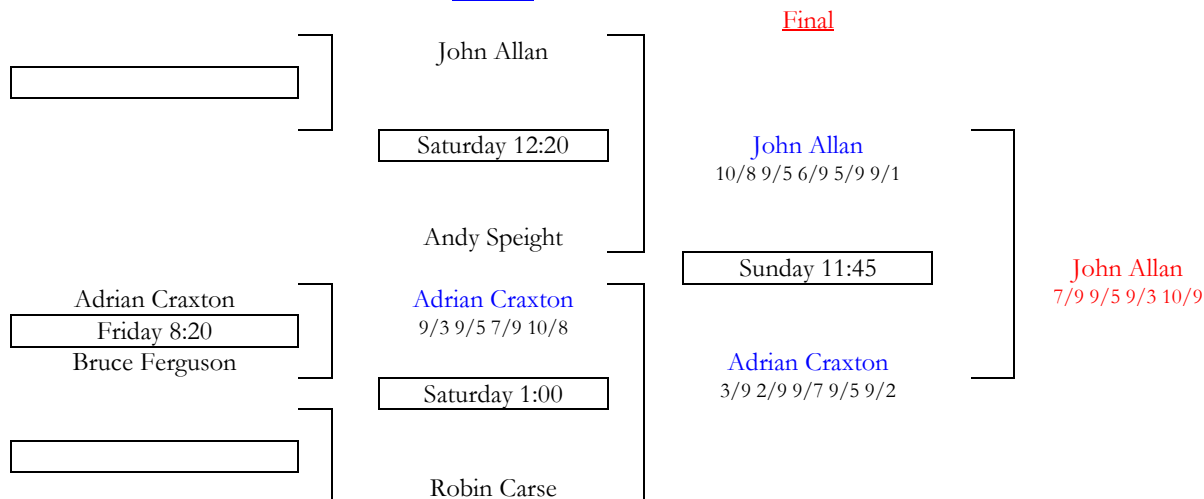 Final
John Allan
Saturday 12:20
John Allan
10/8 9/5 6/9 5/9 9/1
Andy Speight
Sunday 11:45
John Allan
7/9 9/5 9/3 10/9
Adrian Craxton
Adrian Craxton
Friday 8:20
9/3 9/5 7/9 10/8
Bruce Ferguson
Adrian Craxton
3/9 2/9 9/7 9/5 9/2
Saturday 1:00
Robin Carse